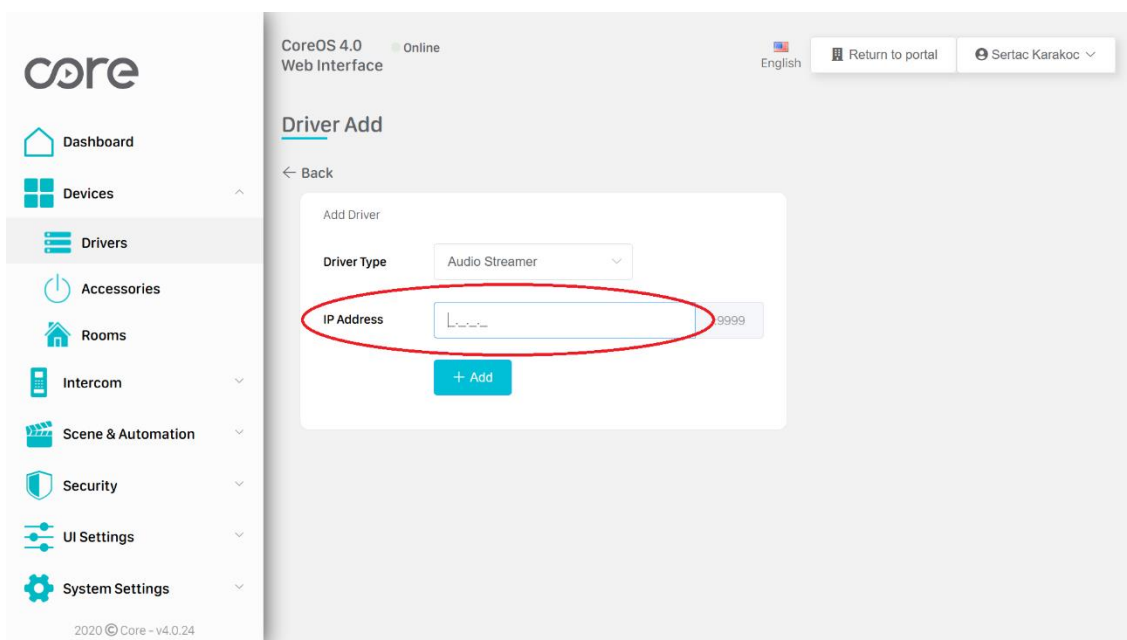 core
Dashboard
Devices
Drivers
Accessories
Rooms
Intercom
Scene & Automation
Security
UI Settings
System Settings
2020 © Core - v4.0.24
CoreOS 4.0 Online
Web Interface
English
Return to portal
Sertac Karakoc
Driver Add
← Back
Add Driver
Driver Type Audio Streamer
IP Address _._._._ :9999
+ Add